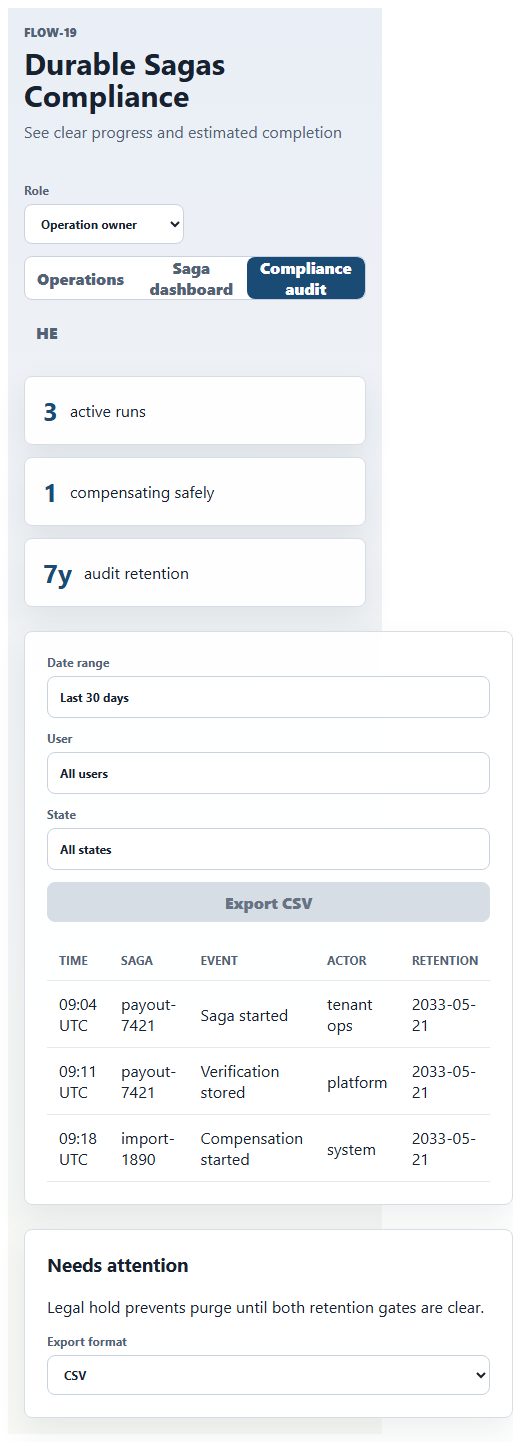 FLOW-19
Durable Sagas
Compliance
See clear progress and estimated completion
Role
Operation owner
Operations
Saga
dashboard
Compliance
audit
HE
3 active runs
1 compensating safely
7y audit retention
Date range
Last 30 days
User
All users
State
All states
Export CSV
TIME SAGA EVENT ACTOR RETENTION
09:04 UTC payout-7421 Saga started tenant ops 2033-05-21
09:11 UTC payout-7421 Verification stored platform 2033-05-21
09:18 UTC import-1890 Compensation started system 2033-05-21
Needs attention
Legal hold prevents purge until both retention gates are clear.
Export format
CSV